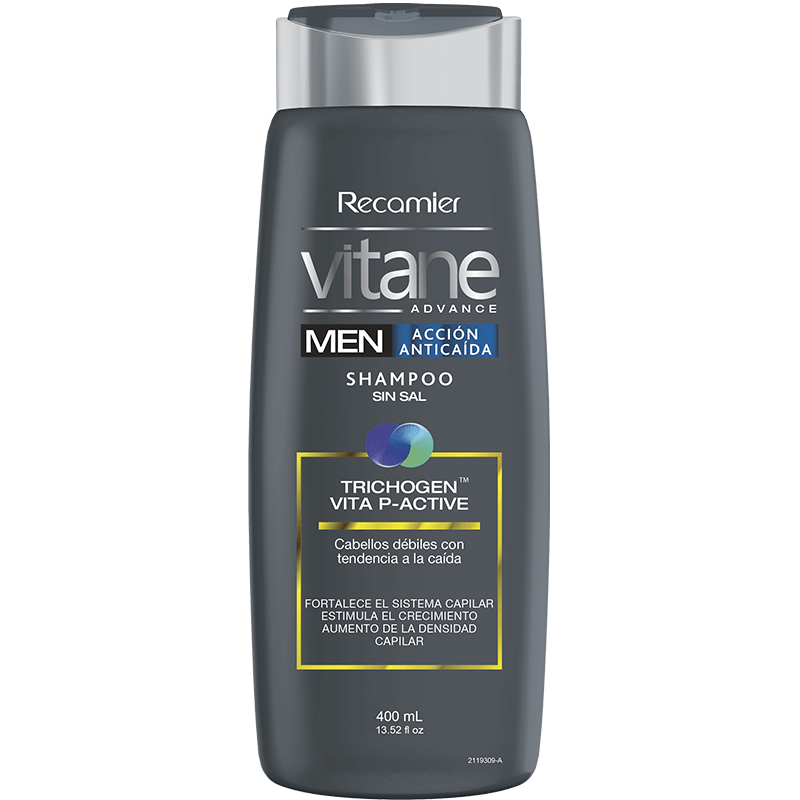 Recamier
vitane
ADVANCE
MEN
ACCIÓN
ANTICAÍDA
SHAMPOO
SIN SAL
TRICHOGEN™
VITA P-ACTIVE
Cabellos débiles con
tendencia a la caída
FORTALECE EL SISTEMA CAPILAR
ESTIMULA EL CRECIMIENTO
AUMENTO DE LA DENSIDAD
CAPILAR
400 mL
13.52 fl oz
2119309-A